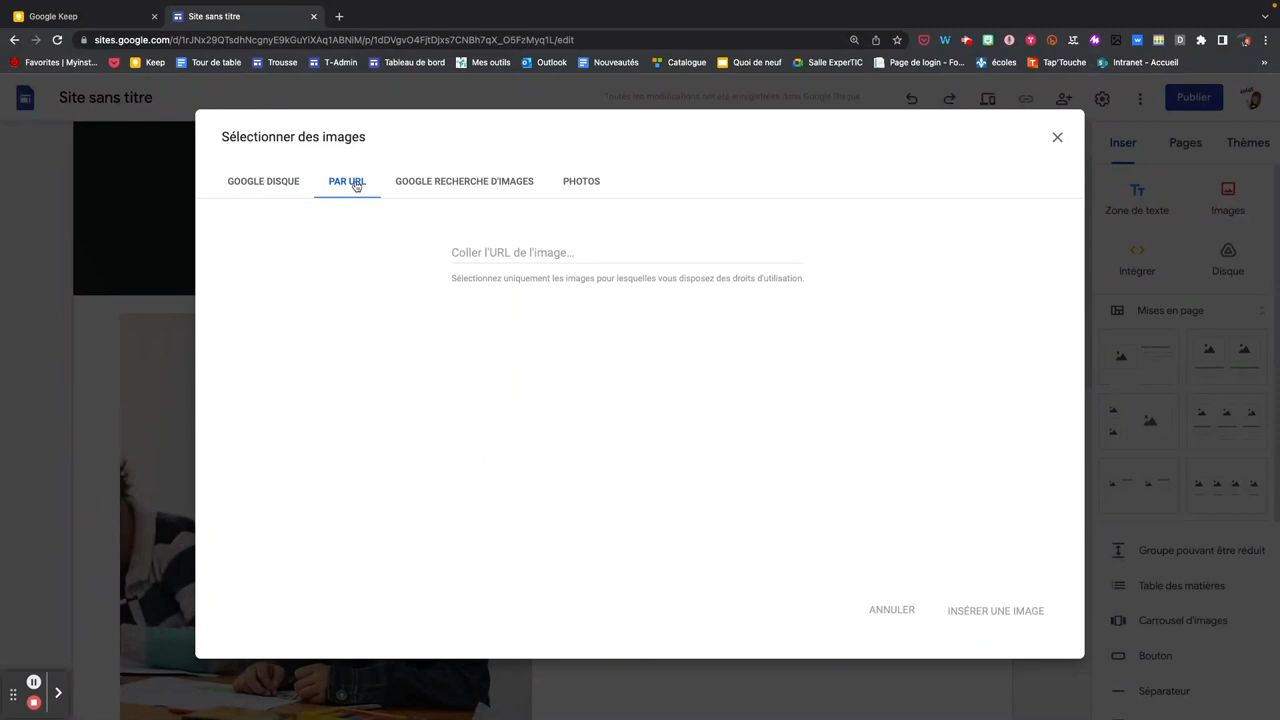 Google Keep
Site sans titre
sites.google.com/d/1rJNx29QTsdhNcgnyE9kGuYiXAq1ABNiM/p/1dDVgvO4FjtDjxs7CNBh7qX_O5FzMyq1L/edit
Favorites | Myinst... Keep Tour de table Trousse T-Admin Tableau de bord Mes outils Outlook Nouveautés Catalogue Quoi de neuf Salle ExperTIC Page de login - Fo... écoles Tap'Touche Intranet - Accueil
Site sans titre
Toutes les modifications ont été enregistrées dans Google Disque
Publier
Sélectionner des images
GOOGLE DISQUE
PAR URL
GOOGLE RECHERCHE D'IMAGES
PHOTOS
Coller l'URL de l'image...
Sélectionnez uniquement les images pour lesquelles vous disposez des droits d'utilisation.
ANNULER
INSÉRER UNE IMAGE
Inser
Pages
Thèmes
Zone de texte
Images
Intégrer
Disque
Mises en page
Groupe pouvant être réduit
Table des matières
Carrousel d'images
Bouton
Séparateur